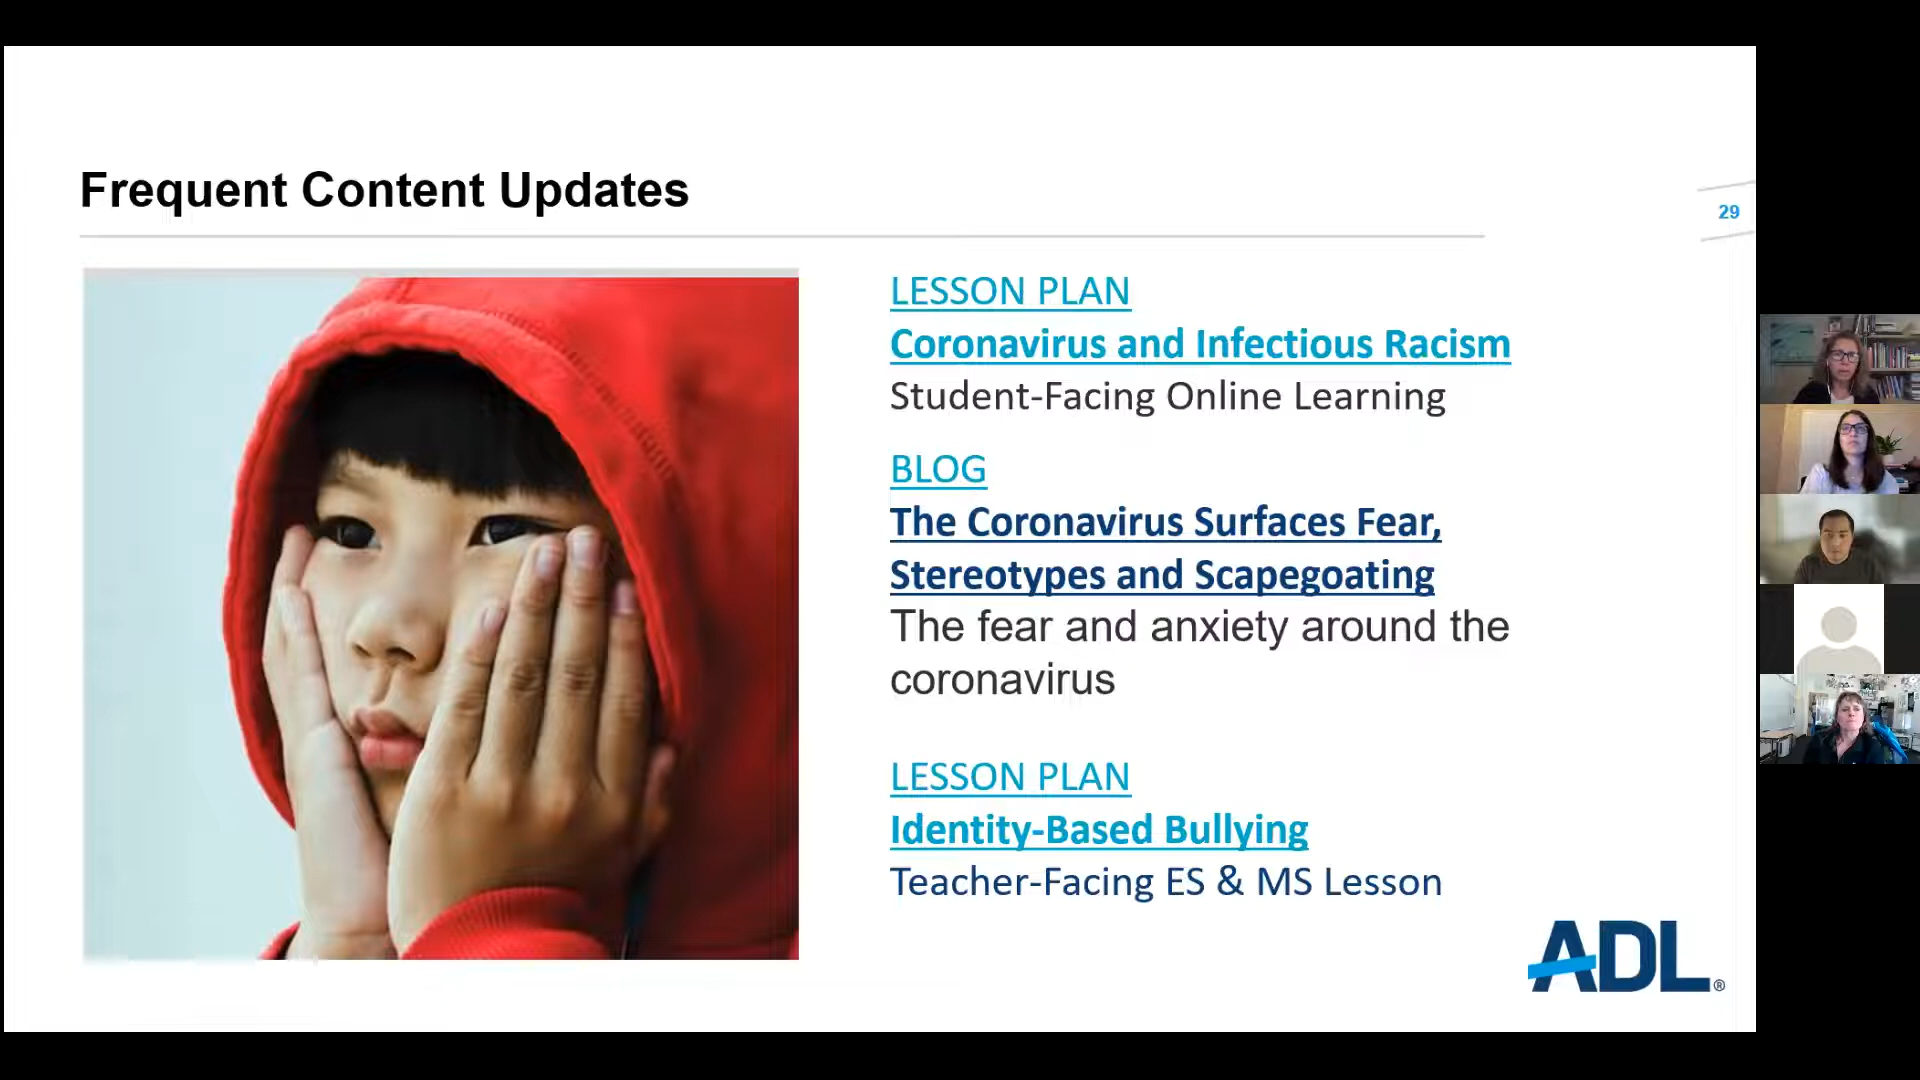 Frequent Content Updates
29
LESSON PLAN
Coronavirus and Infectious Racism
Student-Facing Online Learning
BLOG
The Coronavirus Surfaces Fear,
Stereotypes and Scapegoating
The fear and anxiety around the
coronavirus
LESSON PLAN
Identity-Based Bullying
Teacher-Facing ES & MS Lesson
ADL®